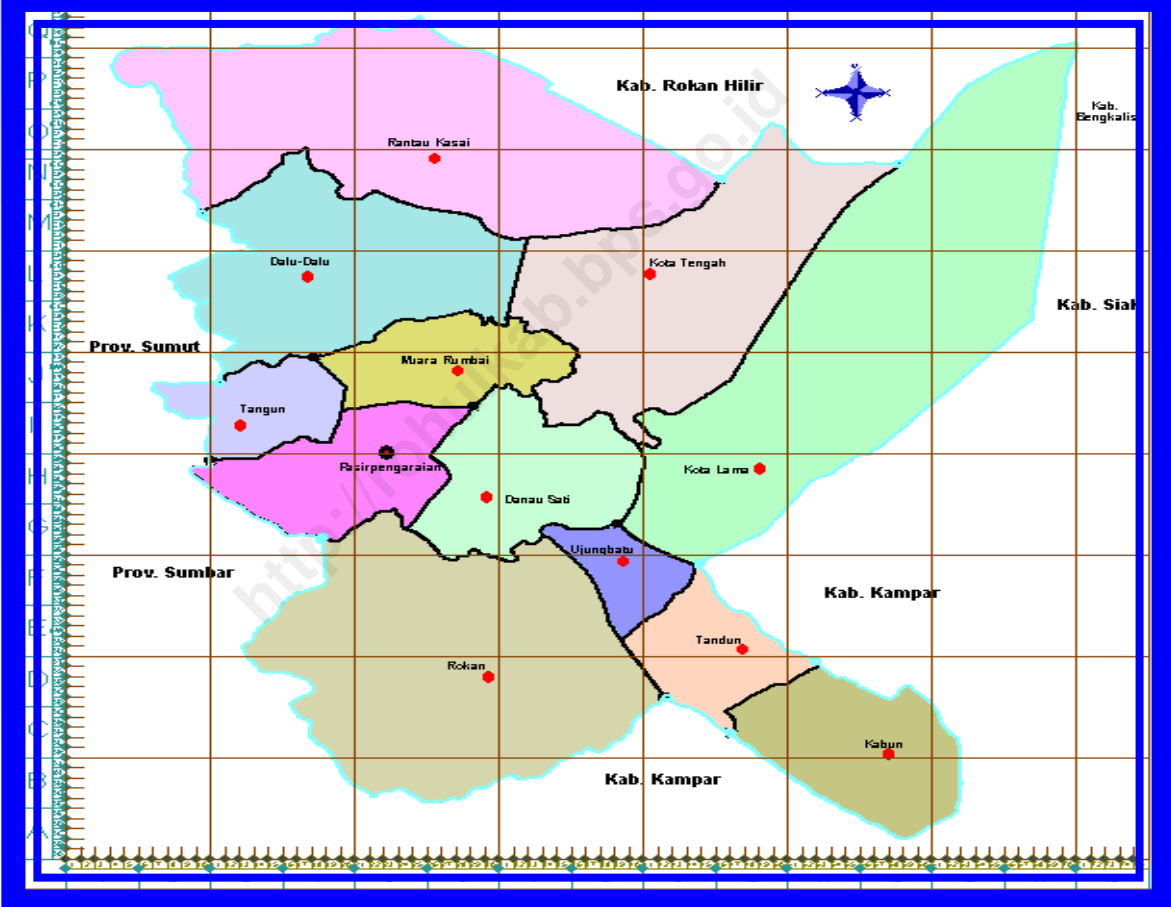 Q
P
Kab. Rokan Hilir
Kab.
Bengkalis
O
Rantau Kasai
N
M
L
Dalu-Dalu
Kota Tengah
Kab. Siak
K
Prov. Sumut
Muara Rumbai
J
Tangun
I
Pasirpengaraian
Kota Lama
H
Danau Sati
G
Ujungbatu
Prov. Sumbar
F
Kab. Kampar
E
Tandun
Rokan
D
C
Kabun
Kab. Kampar
B
A
http://rohulkab.bps.go.id